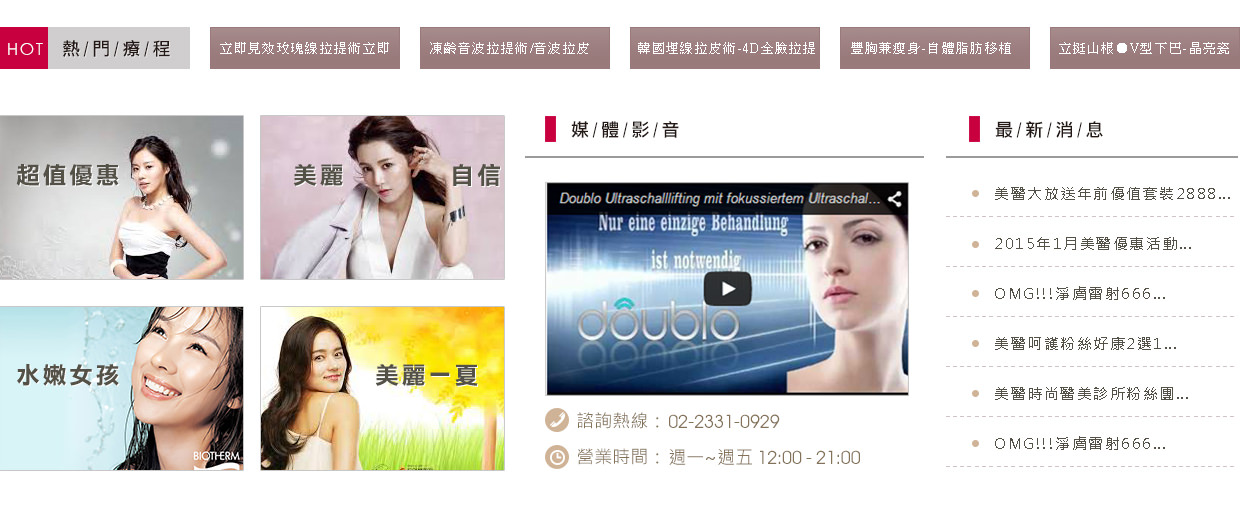 HOT 熱/門/療/程
立即見效玫瑰線拉提術立即
凍齡音波拉提術/音波拉皮
韓國埋線拉皮術-4D全臉拉提
豐胸兼瘦身-自體脂肪移植
立挺山根●V型下巴-晶亮瓷
超值優惠
美麗 自信
水嫩女孩
BIOTHERM
美麗一夏
媒/體/影/音
Doublo Ultraschalllifting mit fokussiertem Ultraschal...
Nur eine einzige Behandlung
ist notwendig
doublo
諮詢熱線：02-2331-0929
營業時間：週一~週五 12:00 - 21:00
最/新/消/息
美醫大放送年前優值套裝2888...
2015年1月美醫優惠活動...
OMG!!!淨膚雷射666...
美醫呵護粉絲好康2選1...
美醫時尚醫美診所粉絲團...
OMG!!!淨膚雷射666...